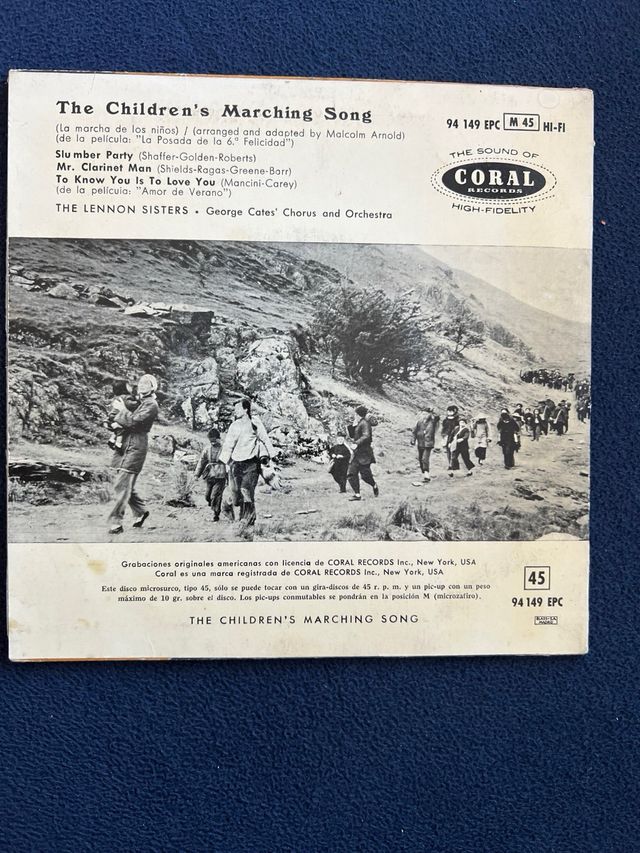 The Children's Marching Song
(La marcha de los niños) / (arranged and adapted by Malcolm Arnold)
(de la película: "La Posada de la 6.ª Felicidad")
Slumber Party (Shaffer-Golden-Roberts)
Mr. Clarinet Man (Shields-Ragas-Greene-Barr)
To Know You Is To Love You (Mancini-Carey)
(de la película: "Amor de Verano")
THE LENNON SISTERS • George Cates' Chorus and Orchestra
94 149 EPC M 45 HI-FI
THE SOUND OF
CORAL
RECORDS
HIGH-FIDELITY
Grabaciones originales americanas con licencia de CORAL RECORDS Inc., New York, USA
Coral es una marca registrada de CORAL RECORDS Inc., New York, USA
Este disco microsurco, tipo 45, sólo se puede tocar con un gira-discos de 45 r. p. m. y un pic-up con un peso
máximo de 10 gr. sobre el disco. Los pic-ups conmutables se pondrán en la posición M (microzafiro).
THE CHILDREN'S MARCHING SONG
45
94 149 EPC